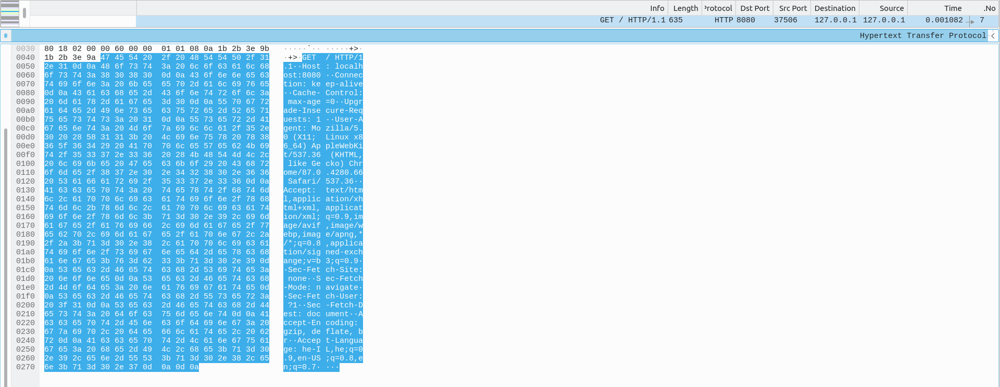 Info Length Protocol Dst Port Src Port Destination Source Time .No
GET / HTTP/1.1 635 HTTP 8080 37506 127.0.0.1 127.0.0.1 0.001082 7
Hypertext Transfer Protocol
0030 80 18 02 00 00 60 00 00 01 01 08 0a 1b 2b 3e 9b ·····`·· ·····+>·
0040 1b 2b 3e 9a 47 45 54 20 2f 20 48 54 54 50 2f 31 ·+>·GET / HTTP/1
0050 2e 31 0d 0a 48 6f 73 74 3a 20 6c 6f 63 61 6c 68 .1··Host : localh
0060 6f 73 74 3a 38 30 38 30 0d 0a 43 6f 6e 6e 65 63 ost:8080 ··Connec
0070 74 69 6f 6e 3a 20 6b 65 65 70 2d 61 6c 69 76 65 tion: ke ep-alive
0080 0d 0a 43 61 63 68 65 2d 43 6f 6e 74 72 6f 6c 3a ··Cache- Control:
0090 20 6d 61 78 2d 61 67 65 3d 30 0d 0a 55 70 67 72 max-age =0··Upgr
00a0 61 64 65 2d 49 6e 73 65 63 75 72 65 2d 52 65 71 ade-Inse cure-Req
00b0 75 65 73 74 73 3a 20 31 0d 0a 55 73 65 72 2d 41 uests: 1 ··User-A
00c0 67 65 6e 74 3a 20 4d 6f 7a 69 6c 6c 61 2f 35 2e gent: Mo zilla/5.
00d0 30 20 28 58 31 31 3b 20 4c 69 6e 75 78 20 78 38 0 (X11; Linux x8
00e0 36 5f 36 34 29 20 41 70 70 6c 65 57 65 62 4b 69 6_64) Ap pleWebKi
00f0 74 2f 35 33 37 2e 33 36 20 28 4b 48 54 4d 4c 2c t/537.36 (KHTML,
0100 20 6c 69 6b 65 20 47 65 63 6b 6f 29 20 43 68 72 like Ge cko) Chr
0110 6f 6d 65 2f 38 37 2e 30 2e 34 32 38 30 2e 36 36 ome/87.0 .4280.66
0120 20 53 61 66 61 72 69 2f 35 33 37 2e 33 36 0d 0a Safari/ 537.36··
0130 41 63 63 65 70 74 3a 20 74 65 78 74 2f 68 74 6d Accept: text/htm
0140 6c 2c 61 70 70 6c 69 63 61 74 69 6f 6e 2f 78 68 l,applic ation/xh
0150 74 6d 6c 2b 78 6d 6c 2c 61 70 70 6c 69 63 61 74 tml+xml, applicat
0160 69 6f 6e 2f 78 6d 6c 3b 71 3d 30 2e 39 2c 69 6d ion/xml; q=0.9,im
0170 61 67 65 2f 61 76 69 66 2c 69 6d 61 67 65 2f 77 age/avif ,image/w
0180 65 62 70 2c 69 6d 61 67 65 2f 61 70 6e 67 2c 2a ebp,imag e/apng,*
0190 2f 2a 3b 71 3d 30 2e 38 2c 61 70 70 6c 69 63 61 /*;q=0.8 ,applica
01a0 74 69 6f 6e 2f 73 69 67 6e 65 64 2d 65 78 63 68 tion/sig ned-exch
01b0 61 6e 67 65 3b 76 3d 62 33 3b 71 3d 30 2e 39 0d ange;v=b 3;q=0.9·
01c0 0a 53 65 63 2d 46 65 74 63 68 2d 53 69 74 65 3a ·Sec-Fet ch-Site:
01d0 20 6e 6f 6e 65 0d 0a 53 65 63 2d 46 65 74 63 68 none··S ec-Fetch
01e0 2d 4d 6f 64 65 3a 20 6e 61 76 69 67 61 74 65 0d -Mode: n avigate·
01f0 0a 53 65 63 2d 46 65 74 63 68 2d 55 73 65 72 3a ·Sec-Fet ch-User:
0200 20 3f 31 0d 0a 53 65 63 2d 46 65 74 63 68 2d 44 ?1··Sec -Fetch-D
0210 65 73 74 3a 20 64 6f 63 75 6d 65 6e 74 0d 0a 41 est: doc ument··A
0220 63 63 65 70 74 2d 45 6e 63 6f 64 69 6e 67 3a 20 ccept-En coding:
0230 67 7a 69 70 2c 20 64 65 66 6c 61 74 65 2c 20 62 gzip, de flate, b
0240 72 0d 0a 41 63 63 65 70 74 2d 4c 61 6e 67 75 61 r··Accep t-Langua
0250 67 65 3a 20 68 65 2d 49 4c 2c 68 65 3b 71 3d 30 ge: he-I L,he;q=0
0260 2e 39 2c 65 6e 2d 55 53 3b 71 3d 30 2e 38 2c 65 .9,en-US ;q=0.8,e
0270 6e 3b 71 3d 30 2e 37 0d 0a 0d 0a n;q=0.7· ···